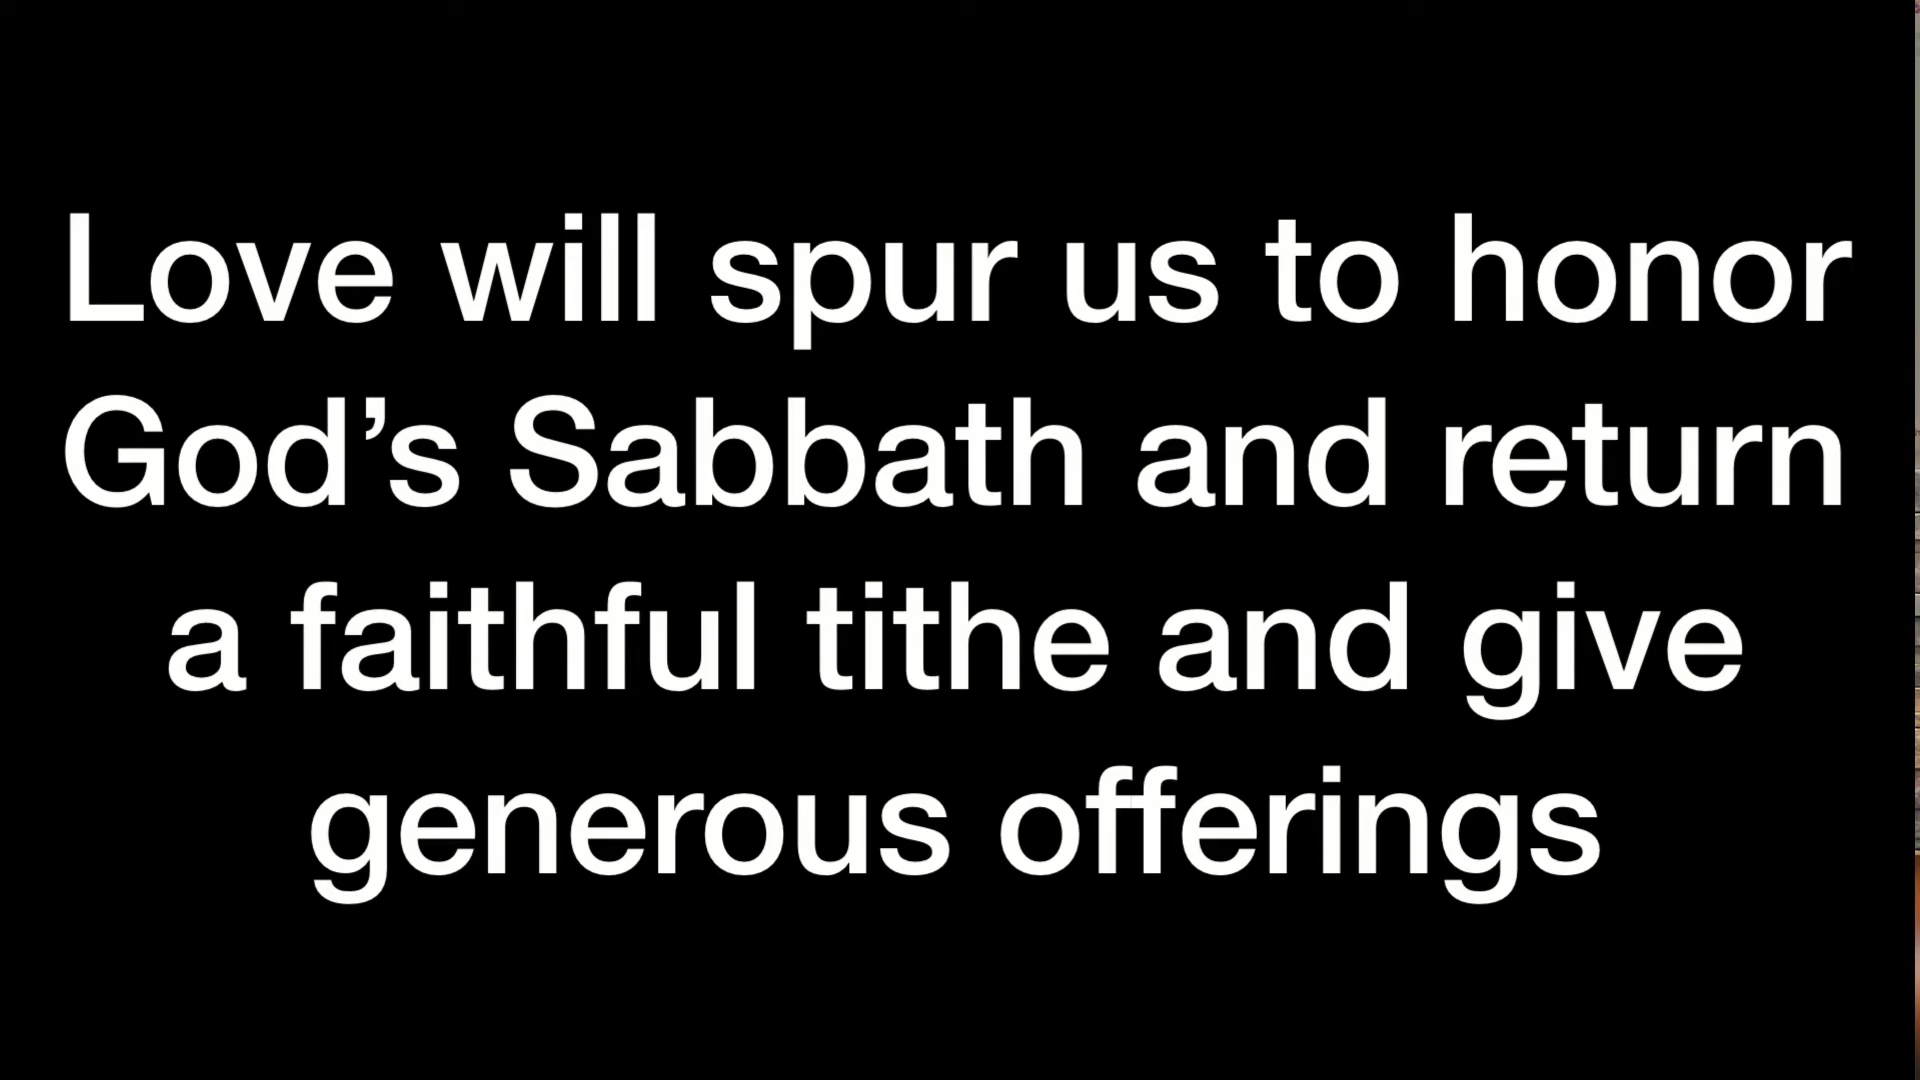 Love will spur us to honor
God’s Sabbath and return
a faithful tithe and give
generous offerings